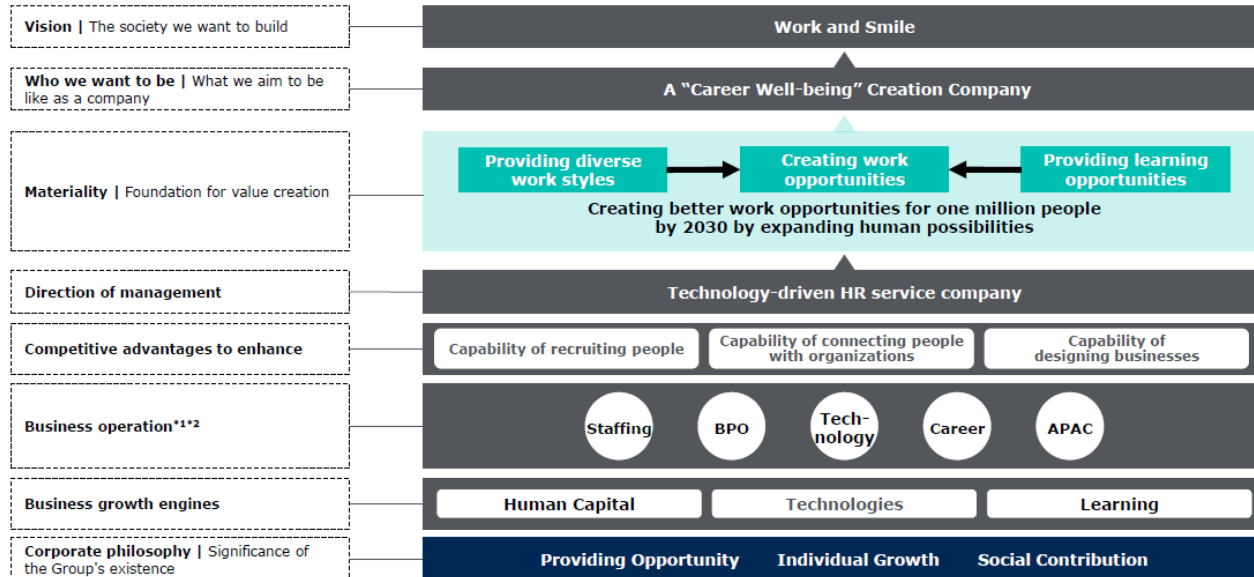 Vision | The society we want to build
Work and Smile
Who we want to be | What we aim to be
like as a company
A “Career Well-being” Creation Company
Materiality | Foundation for value creation
Providing diverse
work styles
Creating work
opportunities
Providing learning
opportunities
Creating better work opportunities for one million people
by 2030 by expanding human possibilities
Direction of management
Technology-driven HR service company
Competitive advantages to enhance
Capability of recruiting people
Capability of connecting people
with organizations
Capability of
designing businesses
Business operation*1*2
Staffing
BPO
Tech-
nology
Career
APAC
Business growth engines
Human Capital
Technologies
Learning
Corporate philosophy | Significance of
the Group's existence
Providing Opportunity Individual Growth Social Contribution